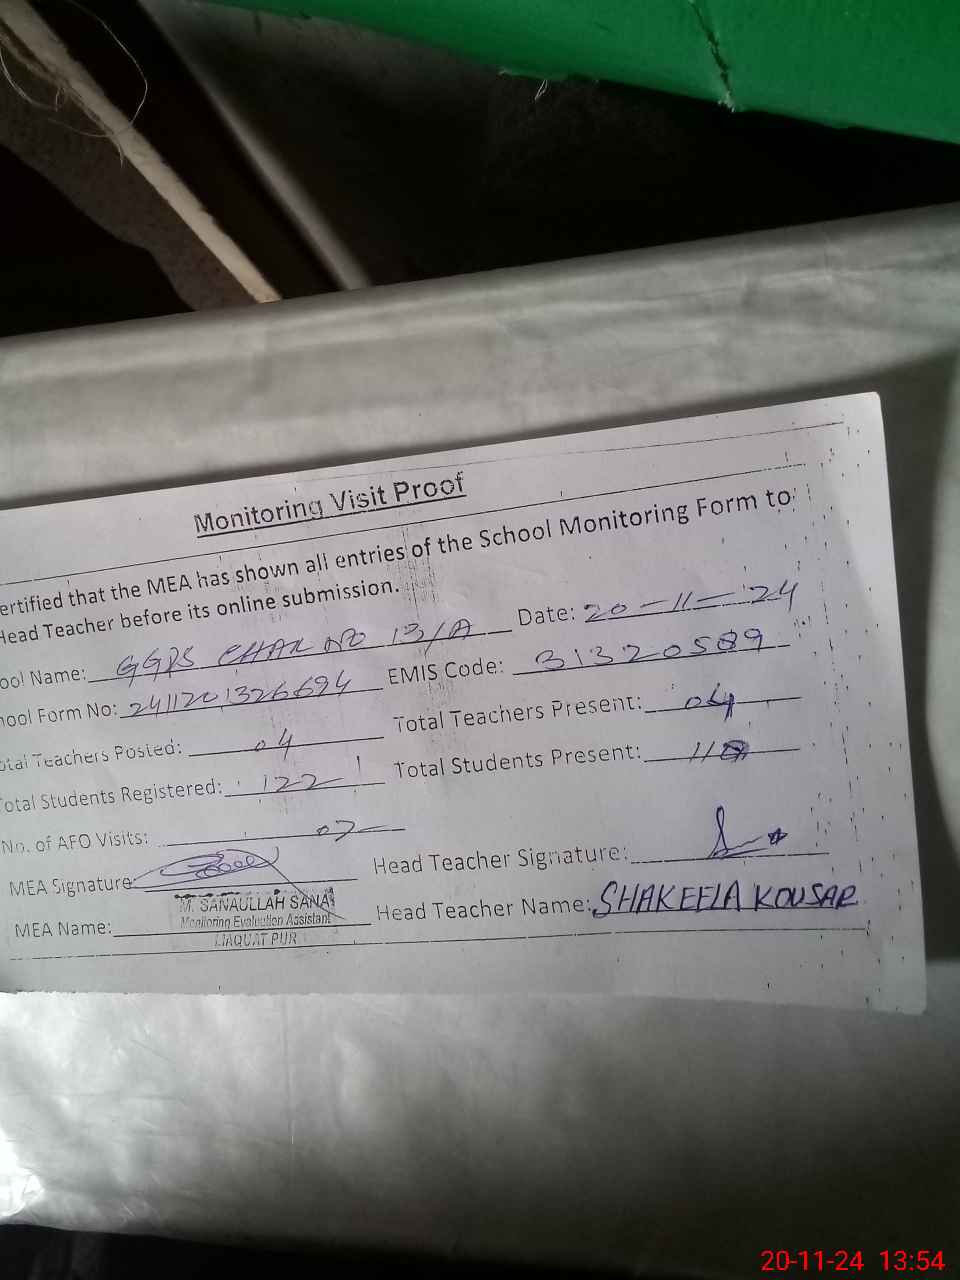 Monitoring Visit Proof
ertified that the MEA has shown all entries of the School Monitoring Form to
Head Teacher before its online submission.
ool Name: GGPS CHAK NO 13/A Date: 20-11-24
hool Form No: 2411201326694 EMIS Code: 31320589
otal Teachers Posted: 04 Total Teachers Present: 04
Total Students Registered: 122 Total Students Present:
No. of AFO Visits:
MEA Signature: Head Teacher Signature:
M. SANAULLAH SANAI
MEA Name: Monitoring Evaluation Assistant Head Teacher Name: SHAKEELA KOUSAR
LIAQUAT PUR
20-11-24 13:54